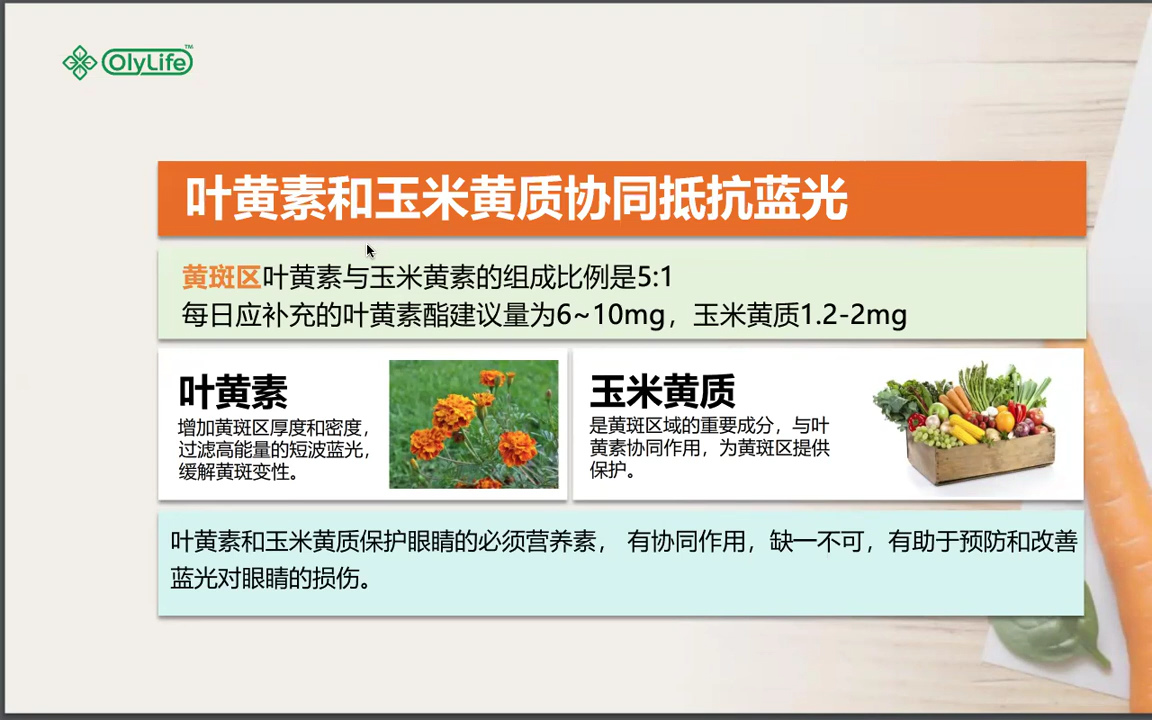 OlyLife™
叶黄素和玉米黄质协同抵抗蓝光
黄斑区叶黄素与玉米黄素的组成比例是5:1
每日应补充的叶黄素酯建议量为6~10mg，玉米黄质1.2-2mg
叶黄素
增加黄斑区厚度和密度，
过滤高能量的短波蓝光，
缓解黄斑变性。
玉米黄质
是黄斑区域的重要成分，与叶
黄素协同作用，为黄斑区提供
保护。
叶黄素和玉米黄质保护眼睛的必须营养素， 有协同作用，缺一不可，有助于预防和改善
蓝光对眼睛的损伤。